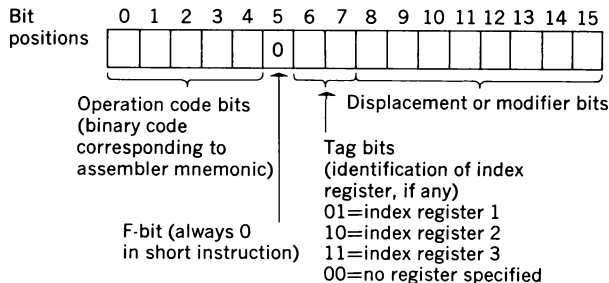 Bit positions
0 1 2 3 4 5 6 7 8 9 10 11 12 13 14 15
0
Operation code bits
(binary code
corresponding to
assembler mnemonic)
Displacement or modifier bits
Tag bits
(identification of index
register, if any)
01=index register 1
10=index register 2
11=index register 3
00=no register specified
F-bit (always 0
in short instruction)